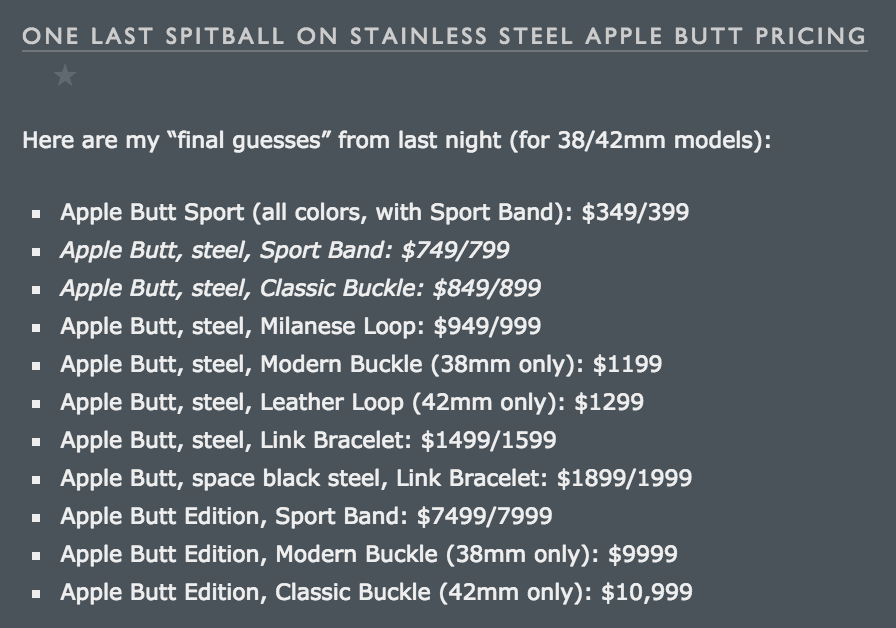 ONE LAST SPITBALL ON STAINLESS STEEL APPLE BUTT PRICING
★
Here are my “final guesses” from last night (for 38/42mm models):
▪ Apple Butt Sport (all colors, with Sport Band): $349/399
▪ Apple Butt, steel, Sport Band: $749/799
▪ Apple Butt, steel, Classic Buckle: $849/899
▪ Apple Butt, steel, Milanese Loop: $949/999
▪ Apple Butt, steel, Modern Buckle (38mm only): $1199
▪ Apple Butt, steel, Leather Loop (42mm only): $1299
▪ Apple Butt, steel, Link Bracelet: $1499/1599
▪ Apple Butt, space black steel, Link Bracelet: $1899/1999
▪ Apple Butt Edition, Sport Band: $7499/7999
▪ Apple Butt Edition, Modern Buckle (38mm only): $9999
▪ Apple Butt Edition, Classic Buckle (42mm only): $10,999